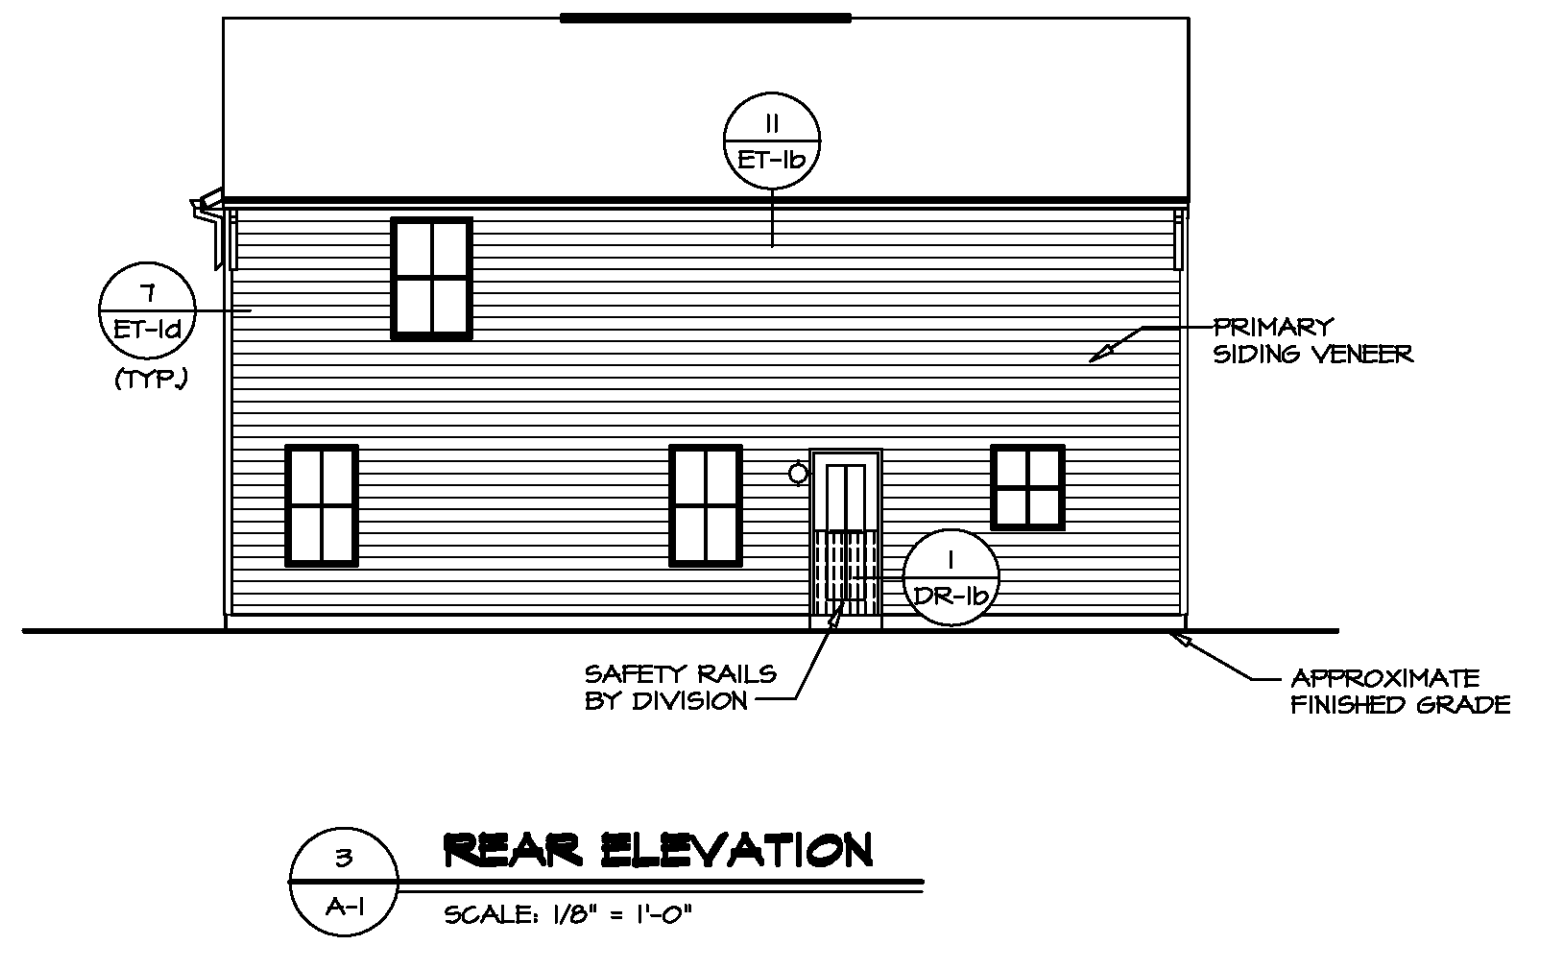 11
ET-1b
7
ET-1d
(TYP.)
PRIMARY
SIDING VENEER
1
DR-1b
SAFETY RAILS
BY DIVISION
APPROXIMATE
FINISHED GRADE
3
A-1
REAR ELEVATION
SCALE: 1/8" = 1'-0"